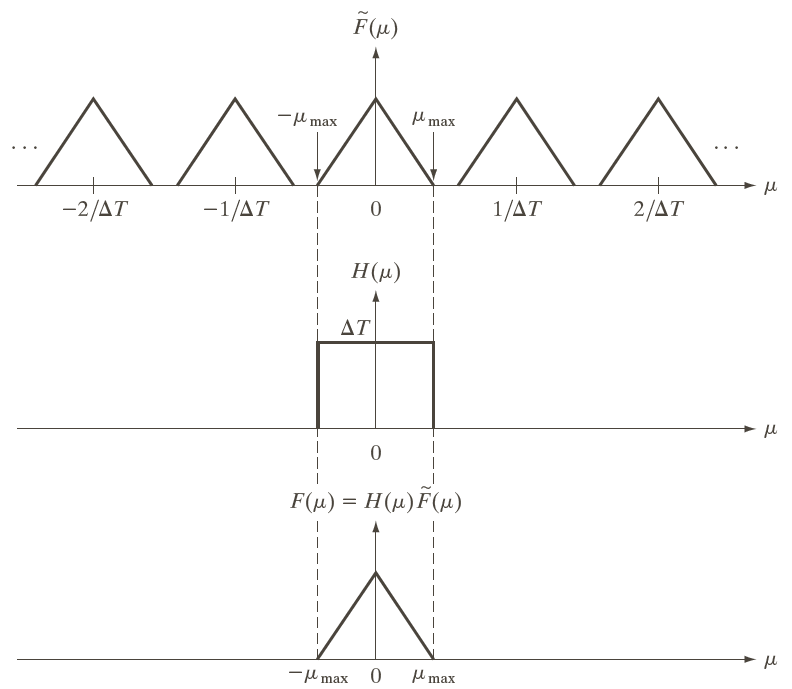 F̃(μ)
−μmax μmax
... ...
μ
−2/ΔT −1/ΔT 0 1/ΔT 2/ΔT
H(μ)
ΔT
μ
0
F(μ) = H(μ)F̃(μ)
μ
−μmax 0 μmax